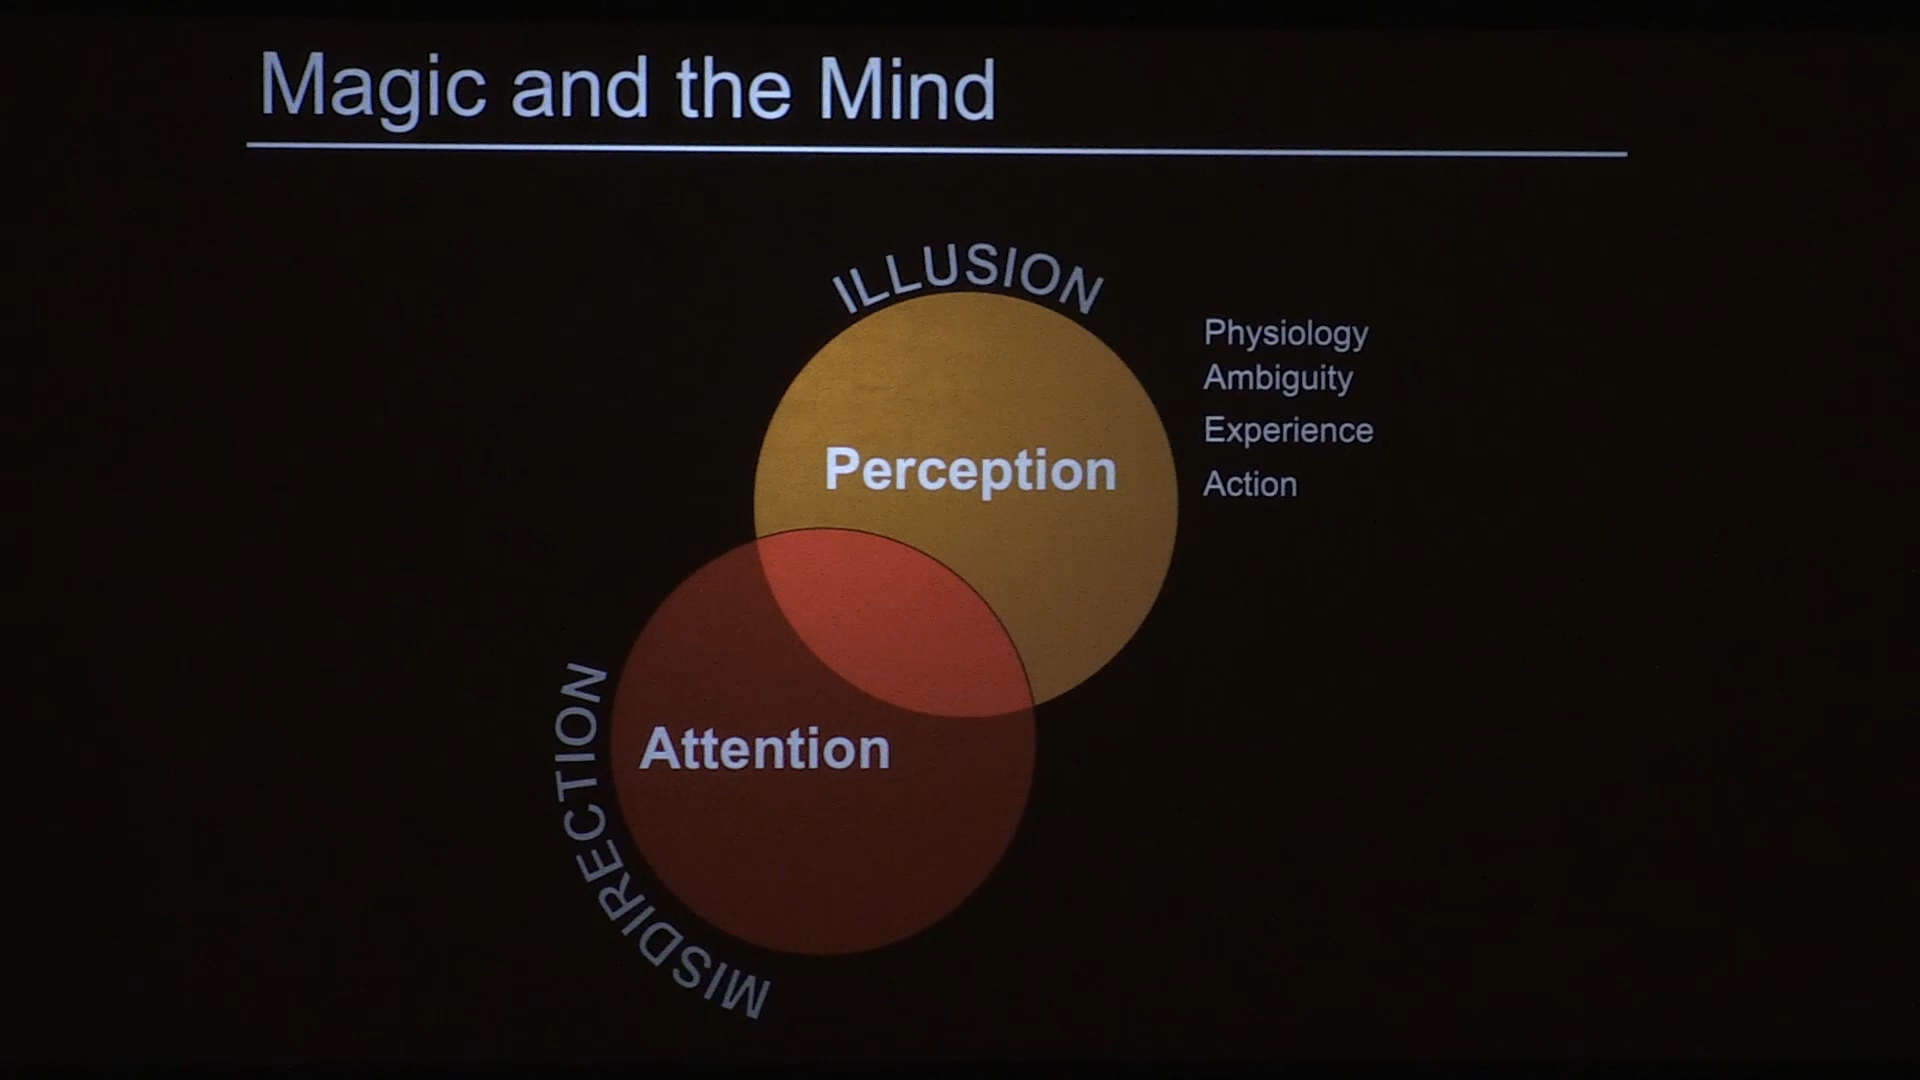 Magic and the Mind
ILLUSION
Physiology
Ambiguity
Experience
Action
Perception
Attention
MISDIRECTION